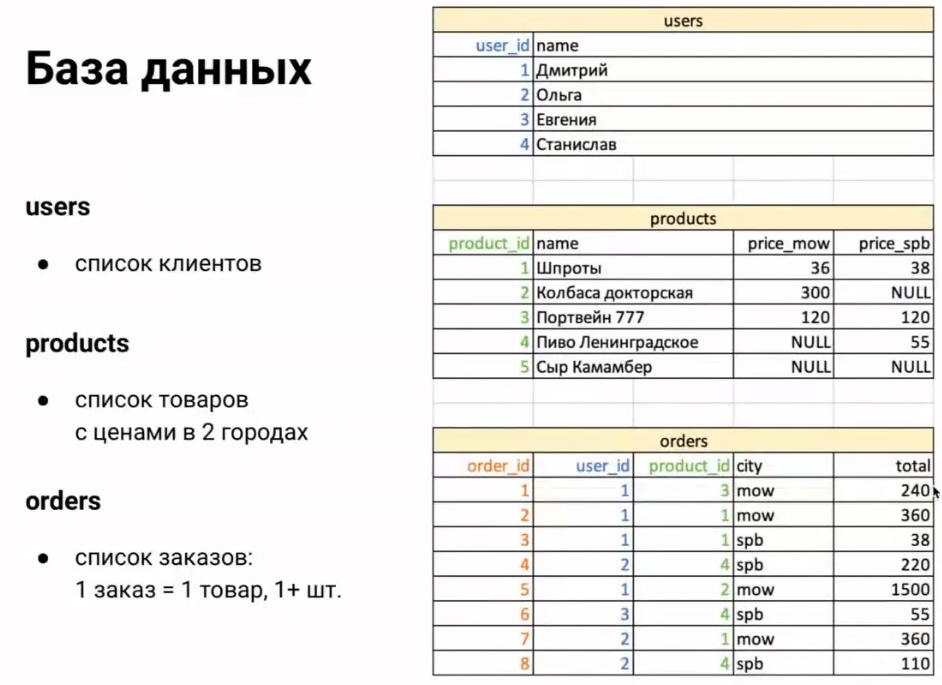 База данных
users
● список клиентов
products
● список товаров
с ценами в 2 городах
orders
● список заказов:
1 заказ = 1 товар, 1+ шт.
users
user_id name
1 Дмитрий
2 Ольга
3 Евгения
4 Станислав
products
product_id name price_mow price_spb
1 Шпроты 36 38
2 Колбаса докторская 300 NULL
3 Портвейн 777 120 120
4 Пиво Ленинградское NULL 55
5 Сыр Камамбер NULL NULL
orders
order_id user_id product_id city total
1 1 3 mow 240
2 1 1 mow 360
3 1 1 spb 38
4 2 4 spb 220
5 1 2 mow 1500
6 3 4 spb 55
7 2 1 mow 360
8 2 4 spb 110